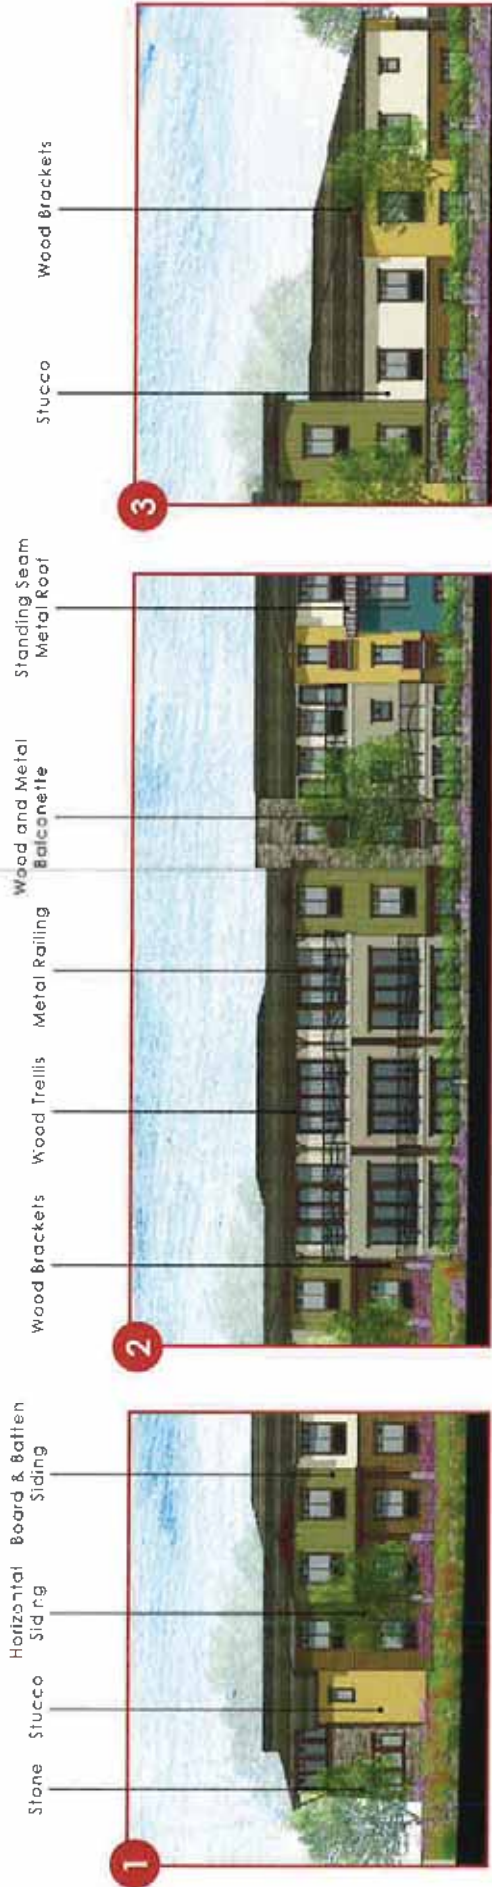 1
Stone
Stucco
Horizontal
Siding
Board & Batten
Siding
2
Wood Brackets
Wood Trellis
Metal Railing
Wood and Metal
Balconette
Standing Seam
Metal Roof
3
Stucco
Wood Brackets